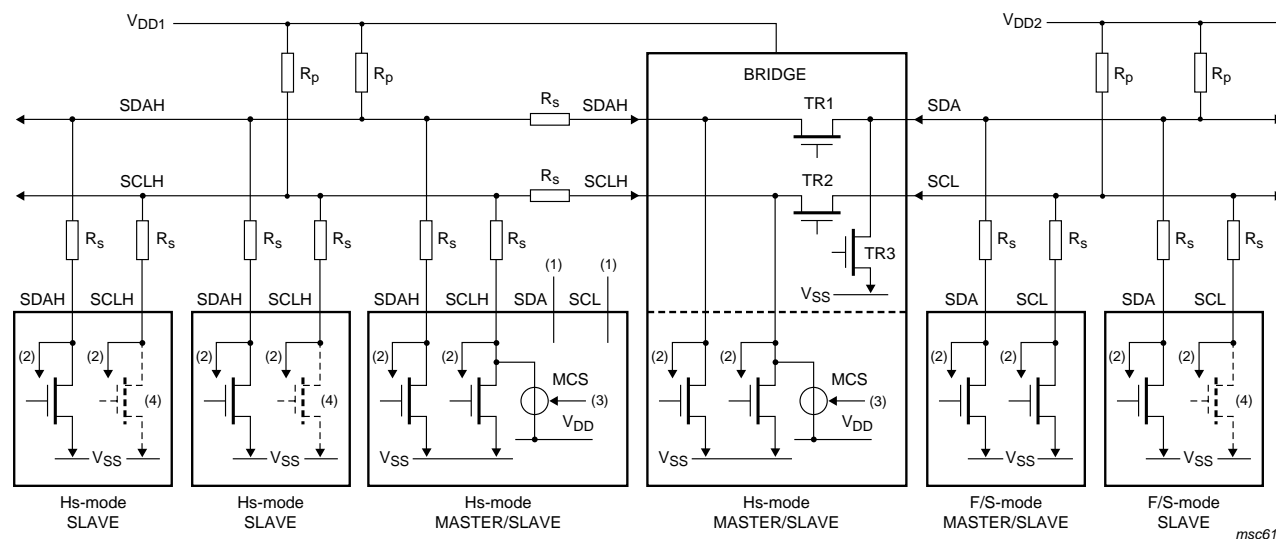 VDD1
VDD2
BRIDGE
Rp Rp Rp Rp
SDAH Rs SDAH TR1 SDA
SCLH Rs SCLH TR2 SCL
Rs Rs Rs Rs Rs Rs TR3 Rs Rs Rs Rs
(1) (1)
VSS
SDAH SCLH SDAH SCLH SDAH SCLH SDA SCL SDA SCL SDA SCL
(2) (2) (2) (2) (2) (2) (2) (2) (2) (2) (2) (2)
(4) (4) MCS (3) MCS (3) (4)
VDD VDD
VSS VSS VSS VSS VSS VSS
Hs-mode Hs-mode Hs-mode Hs-mode F/S-mode F/S-mode
SLAVE SLAVE MASTER/SLAVE MASTER/SLAVE MASTER/SLAVE SLAVE
msc61